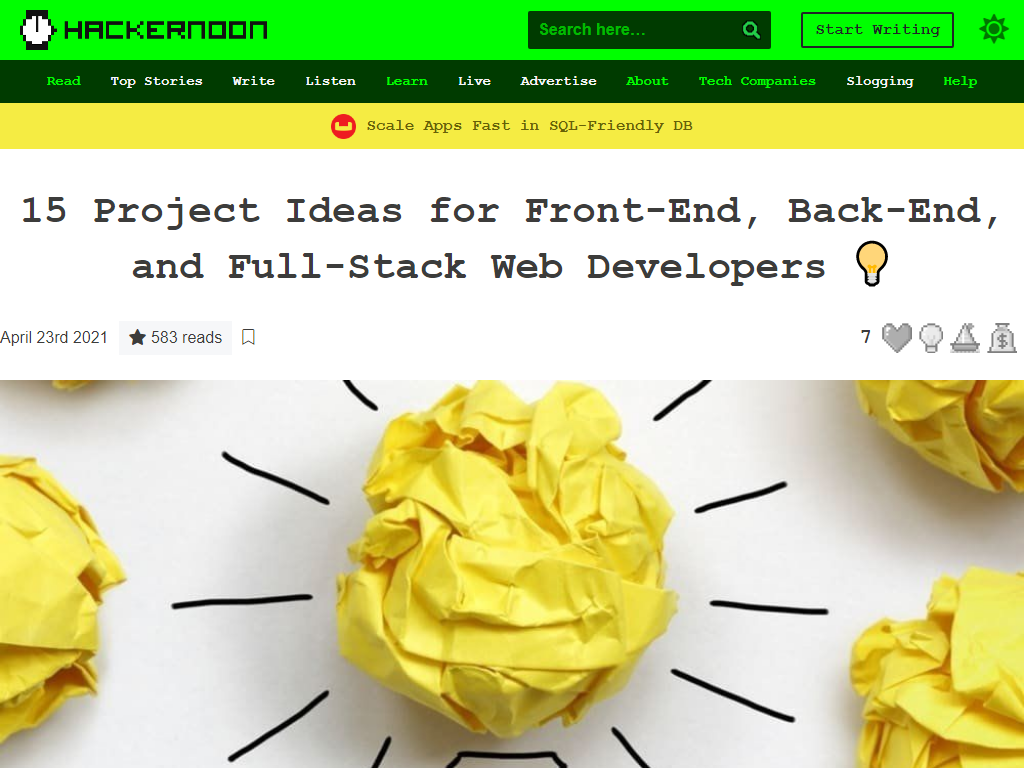 HACKERNOON
Search here...
Start Writing
Read Top Stories Write Listen Learn Live Advertise About Tech Companies Slogging Help
Scale Apps Fast in SQL-Friendly DB
15 Project Ideas for Front-End, Back-End,
and Full-Stack Web Developers 💡
April 23rd 2021 ★ 583 reads 7
$